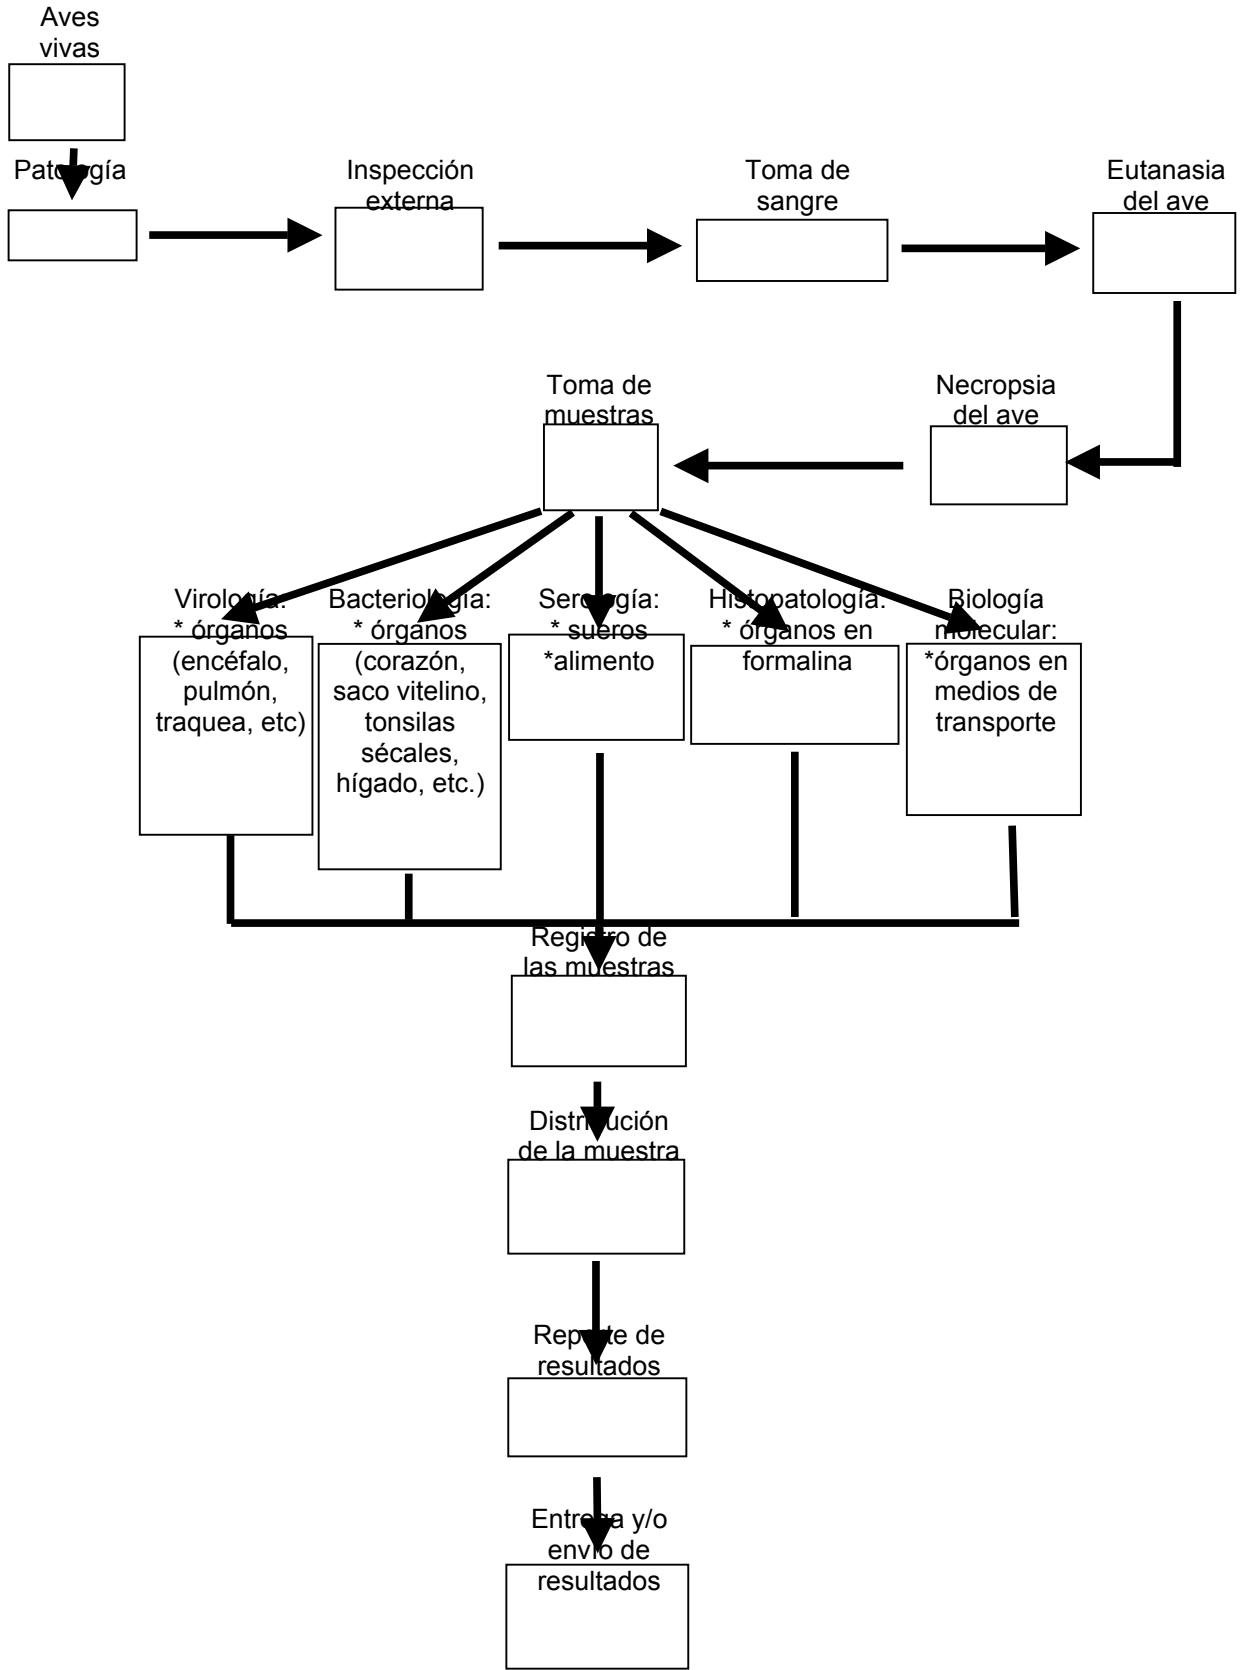 Aves
vivas
Patología
Inspección
externa
Toma de
sangre
Eutanasia
del ave
Toma de
muestras
Necropsia
del ave
Virología:
* órganos
(encéfalo,
pulmón,
traquea, etc)
Bacteriología:
* órganos
(corazón,
saco vitelino,
tonsilas
sécales,
hígado, etc.)
Serología:
* sueros
*alimento
Histopatología:
* órganos en
formalina
Biología
molecular:
*órganos en
medios de
transporte
Registro de
las muestras
Distribución
de la muestra
Reporte de
resultados
Entrega y/o
envío de
resultados